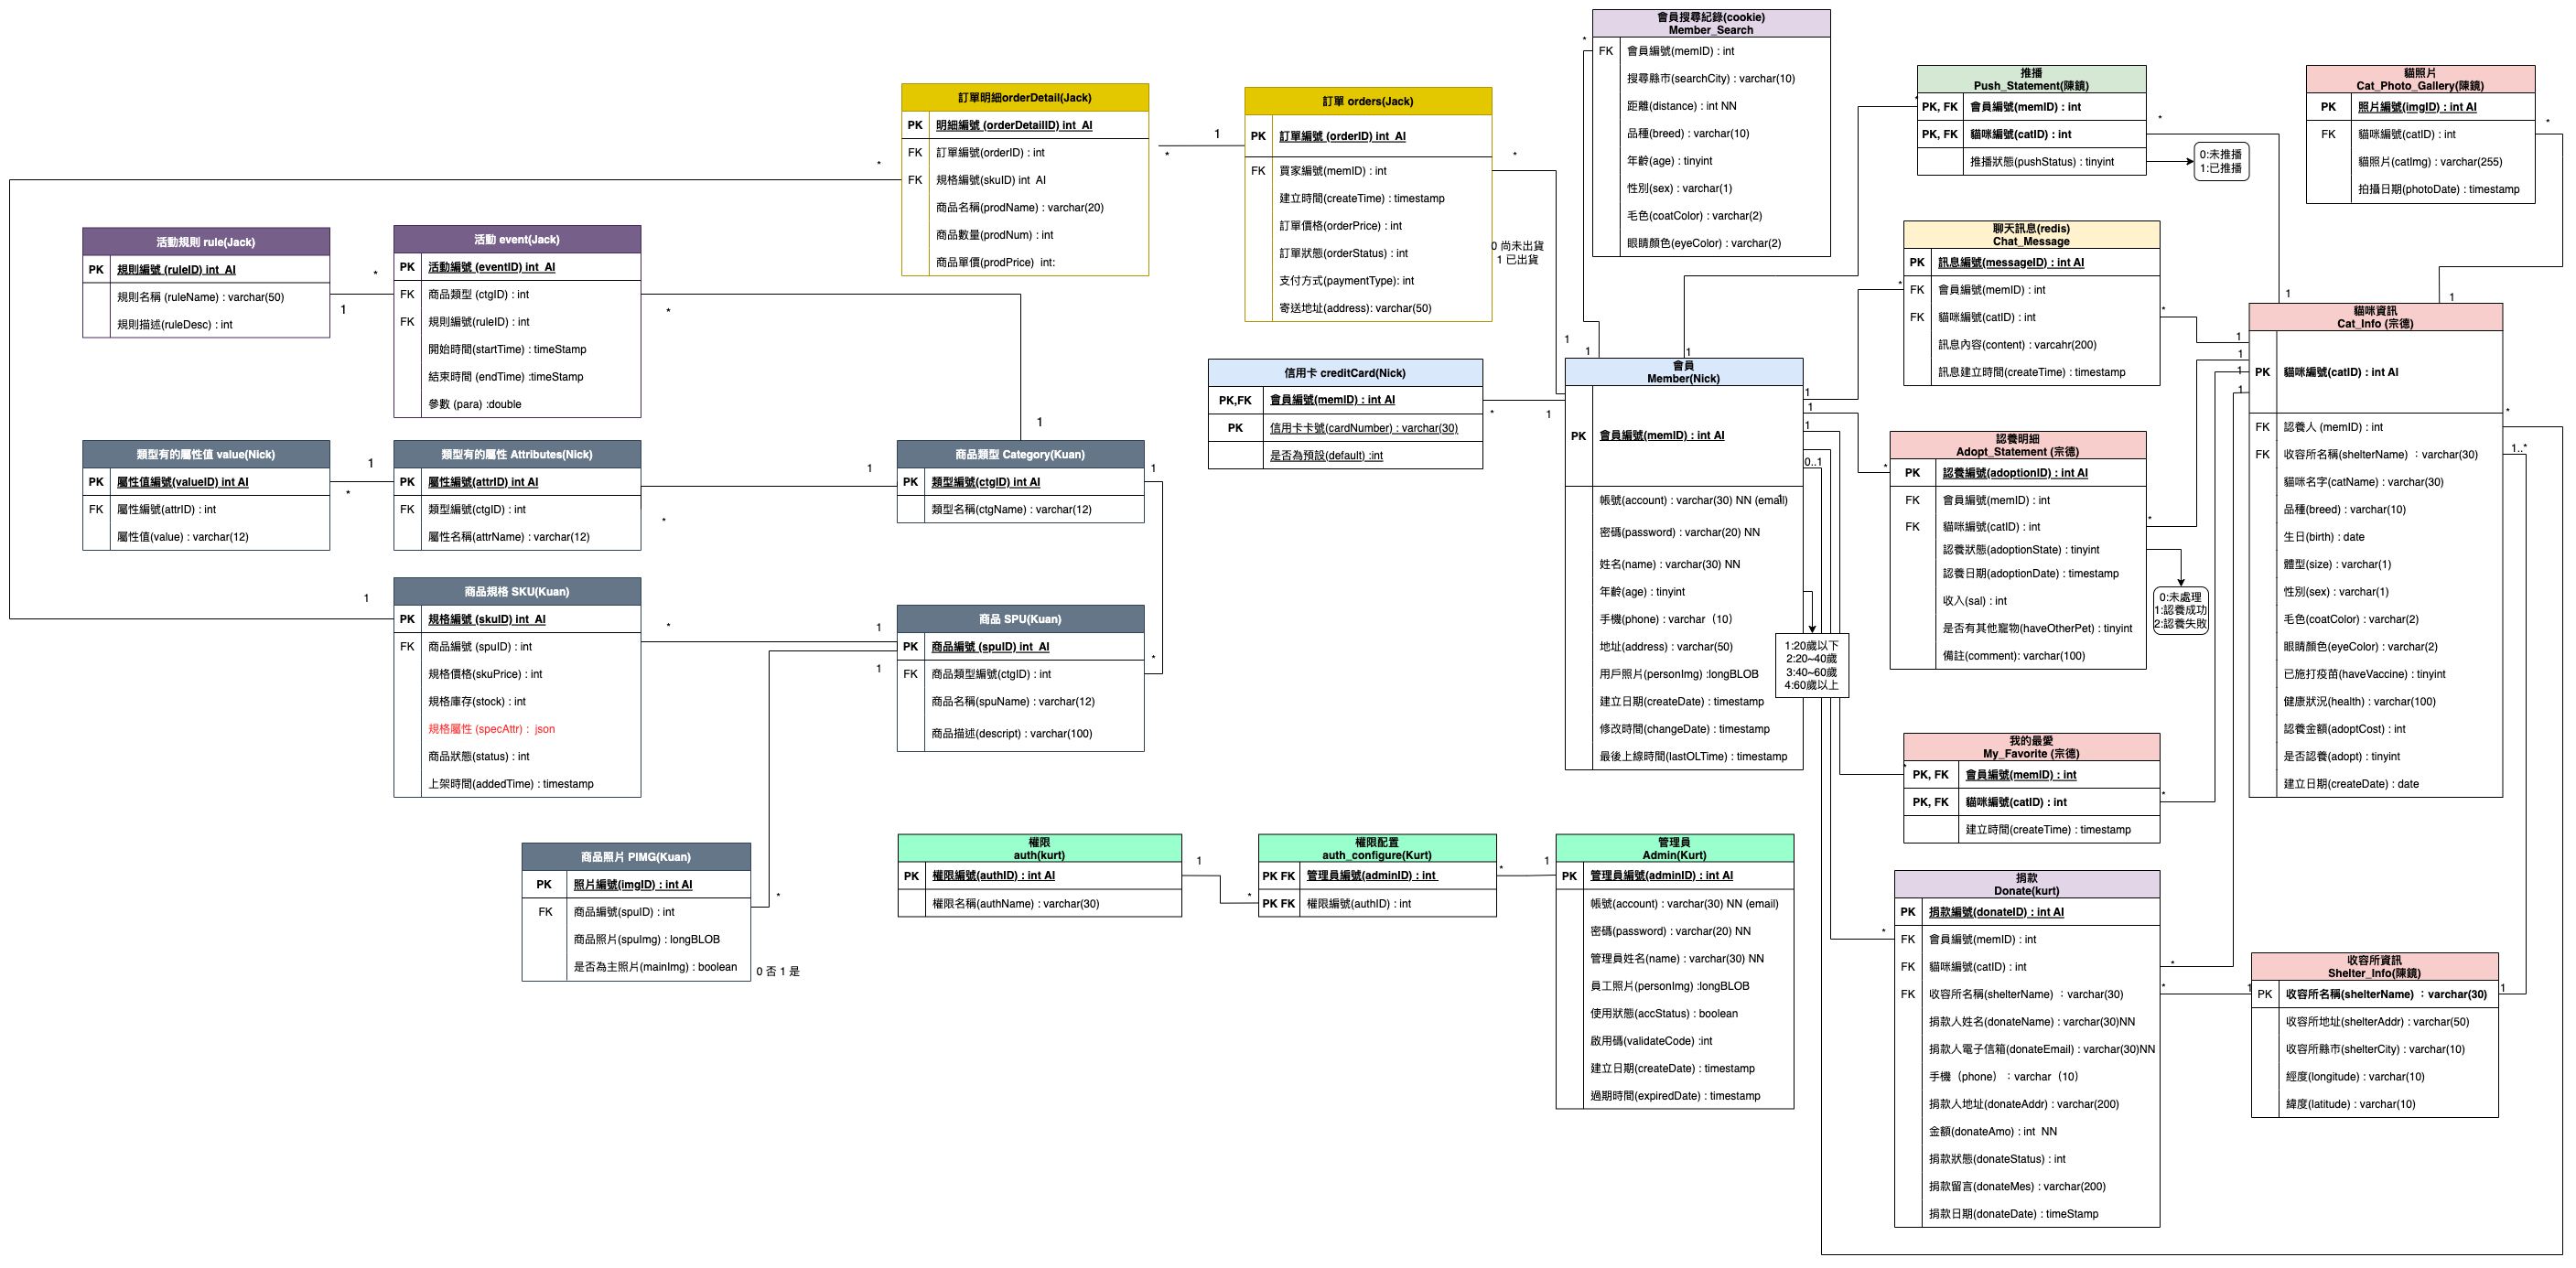 會員搜尋紀錄(cookie)
Member_Search
FK 會員編號(memID) : int
搜尋縣市(searchCity) : varchar(10)
距離(distance) : int NN
品種(breed) : varchar(10)
年齡(age) : tinyint
性別(sex) : varchar(1)
毛色(coatColor) : varchar(2)
眼睛顏色(eyeColor) : varchar(2)
推播
Push_Statement(陳鏡)
PK, FK 會員編號(memID) : int
PK, FK 貓咪編號(catID) : int
推播狀態(pushStatus) : tinyint
0:未推播
1:已推播
貓照片
Cat_Photo_Gallery(陳鏡)
PK 照片編號(imgID) : int AI
FK 貓咪編號(catID) : int
貓照片(catImg) : varchar(255)
拍攝日期(photoDate) : timestamp
訂單明細orderDetail(Jack)
PK 明細編號 (orderDetailID) int AI
FK 訂單編號(orderID) : int
FK 規格編號(skuID) int AI
商品名稱(prodName) : varchar(20)
商品數量(prodNum) : int
商品單價(prodPrice) int:
1
*
*
訂單 orders(Jack)
PK 訂單編號 (orderID) int AI
FK 買家編號(memID) : int
建立時間(createTime) : timestamp
訂單價格(orderPrice) : int
訂單狀態(orderStatus) : int
支付方式(paymentType): int
寄送地址(address): varchar(50)
*
0 尚未出貨
1 已出貨
活動規則 rule(Jack)
PK 規則編號 (ruleID) int AI
規則名稱 (ruleName) : varchar(50)
規則描述(ruleDesc) : int
*
1
活動 event(Jack)
PK 活動編號 (eventID) int AI
FK 商品類型 (ctgID) : int
FK 規則編號(ruleID) : int
開始時間(startTime) : timeStamp
結束時間 (endTime) :timeStamp
參數 (para) :double
*
1
聊天訊息(redis)
Chat_Message
PK 訊息編號(messageID) : int AI
FK 會員編號(memID) : int
FK 貓咪編號(catID) : int
訊息內容(content) : varcahr(200)
訊息建立時間(createTime) : timestamp
信用卡 creditCard(Nick)
PK,FK 會員編號(memID) : int AI
PK 信用卡卡號(cardNumber) : varchar(30)
是否為預設(default) :int
*
1
會員
Member(Nick)
PK 會員編號(memID) : int AI
帳號(account) : varchar(30) NN (email)
密碼(password) : varchar(20) NN
姓名(name) : varchar(30) NN
年齡(age) : tinyint
手機(phone) : varchar（10）
地址(address) : varchar(50)
用戶照片(personImg) :longBLOB
建立日期(createDate) : timestamp
修改時間(changeDate) : timestamp
最後上線時間(lastOLTime) : timestamp
1
1
1
1
1
1
0..1
1:20歲以下
2:20~40歲
3:40~60歲
4:60歲以上
貓咪資訊
Cat_Info (宗德)
PK 貓咪編號(catID) : int AI
FK 認養人 (memID) : int
FK 收容所名稱(shelterName) ：varchar(30)
貓咪名字(catName) : varchar(30)
品種(breed) : varchar(10)
生日(birth) : date
體型(size) : varchar(1)
性別(sex) : varchar(1)
毛色(coatColor) : varchar(2)
眼睛顏色(eyeColor) : varchar(2)
已施打疫苗(haveVaccine) : tinyint
健康狀況(health) : varchar(100)
認養金額(adoptCost) : int
是否認養(adopt) : tinyint
建立日期(createDate) : date
1
1
1
1
1
1
*
1..*
認養明細
Adopt_Statement (宗德)
PK 認養編號(adoptionID) : int AI
FK 會員編號(memID) : int
FK 貓咪編號(catID) : int
認養狀態(adoptionState) : tinyint
認養日期(adoptionDate) : timestamp
收入(sal) : int
是否有其他寵物(haveOtherPet) : tinyint
備註(comment): varchar(100)
0:未處理
1:認養成功
2:認養失敗
類型有的屬性值 value(Nick)
PK 屬性值編號(valueID) int AI
FK 屬性編號(attrID) : int
屬性值(value) : varchar(12)
1
*
類型有的屬性 Attributes(Nick)
PK 屬性編號(attrID) int AI
FK 類型編號(ctgID) : int
屬性名稱(attrName) : varchar(12)
1
*
商品類型 Category(Kuan)
PK 類型編號(ctgID) int AI
類型名稱(ctgName) : varchar(12)
1
*
商品規格 SKU(Kuan)
PK 規格編號 (skuID) int AI
FK 商品編號 (spuID) : int
規格價格(skuPrice) : int
規格庫存(stock) : int
規格屬性 (specAttr) : json
商品狀態(status) : int
上架時間(addedTime) : timestamp
1
*
1
1
商品 SPU(Kuan)
PK 商品編號 (spuID) int AI
FK 商品類型編號(ctgID) : int
商品名稱(spuName) : varchar(12)
商品描述(descript) : varchar(100)
我的最愛
My_Favorite (宗德)
PK, FK 會員編號(memID) : int
PK, FK 貓咪編號(catID) : int
建立時間(createTime) : timestamp
商品照片 PIMG(Kuan)
PK 照片編號(imgID) : int AI
FK 商品編號(spuID) : int
商品照片(spuImg) : longBLOB
是否為主照片(mainImg) : boolean
*
0 否 1 是
權限
auth(kurt)
PK 權限編號(authID) : int AI
權限名稱(authName) : varchar(30)
1
*
權限配置
auth_configure(Kurt)
PK FK 管理員編號(adminID) : int
PK FK 權限編號(authID) : int
*
1
管理員
Admin(Kurt)
PK 管理員編號(adminID) : int AI
帳號(account) : varchar(30) NN (email)
密碼(password) : varchar(20) NN
管理員姓名(name) : varchar(30) NN
員工照片(personImg) :longBLOB
使用狀態(accStatus) : boolean
啟用碼(validateCode) :int
建立日期(createDate) : timestamp
過期時間(expiredDate) : timestamp
捐款
Donate(kurt)
PK 捐款編號(donateID) : int AI
FK 會員編號(memID) : int
FK 貓咪編號(catID) : int
FK 收容所名稱(shelterName) ：varchar(30)
捐款人姓名(donateName) : varchar(30)NN
捐款人電子信箱(donateEmail) : varchar(30)NN
手機（phone）：varchar（10）
捐款人地址(donateAddr) : varchar(200)
金額(donateAmo) : int NN
捐款狀態(donateStatus) : int
捐款留言(donateMes) : varchar(200)
捐款日期(donateDate) : timeStamp
*
*
*
1
收容所資訊
Shelter_Info(陳鏡)
PK 收容所名稱(shelterName) ：varchar(30)
收容所地址(shelterAddr) : varchar(50)
收容所縣市(shelterCity) : varchar(10)
經度(longitude) : varchar(10)
緯度(latitude) : varchar(10)
1